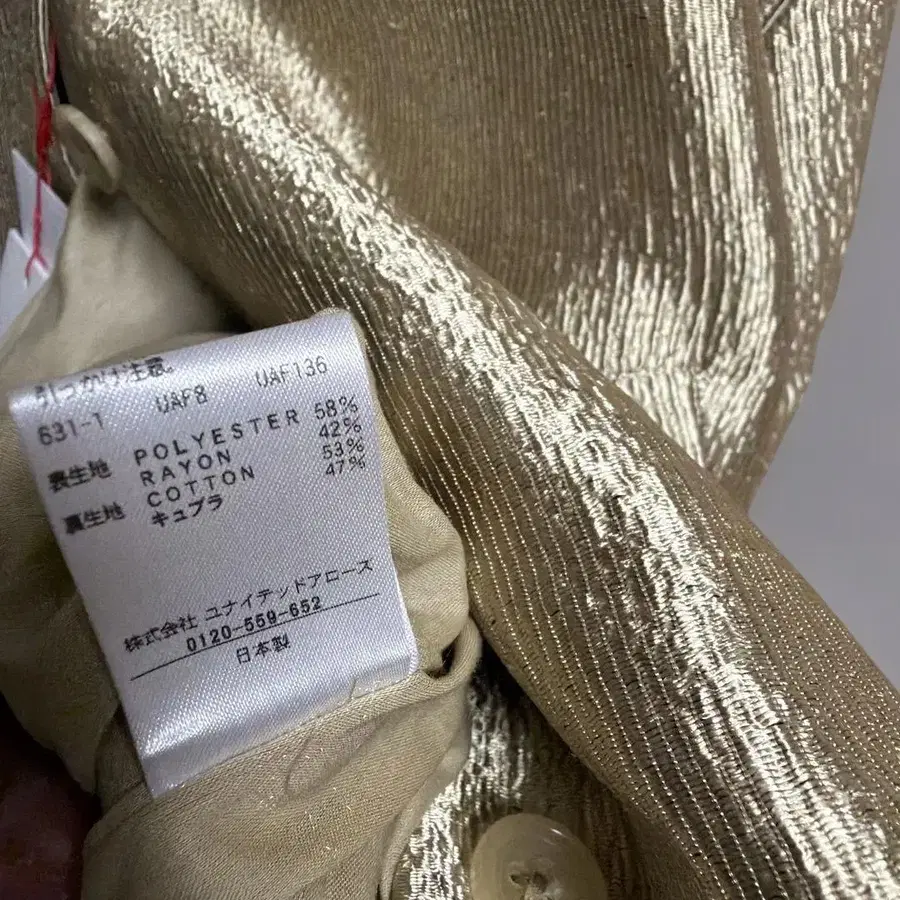 引っかけ注意。
631-1 UAF8 UAF136
表生地 POLYESTER 58%
RAYON 42%
裏生地 COTTON 53%
キュプラ 47%
株式会社 ユナイテッドアローズ
0120-559-652
日本製